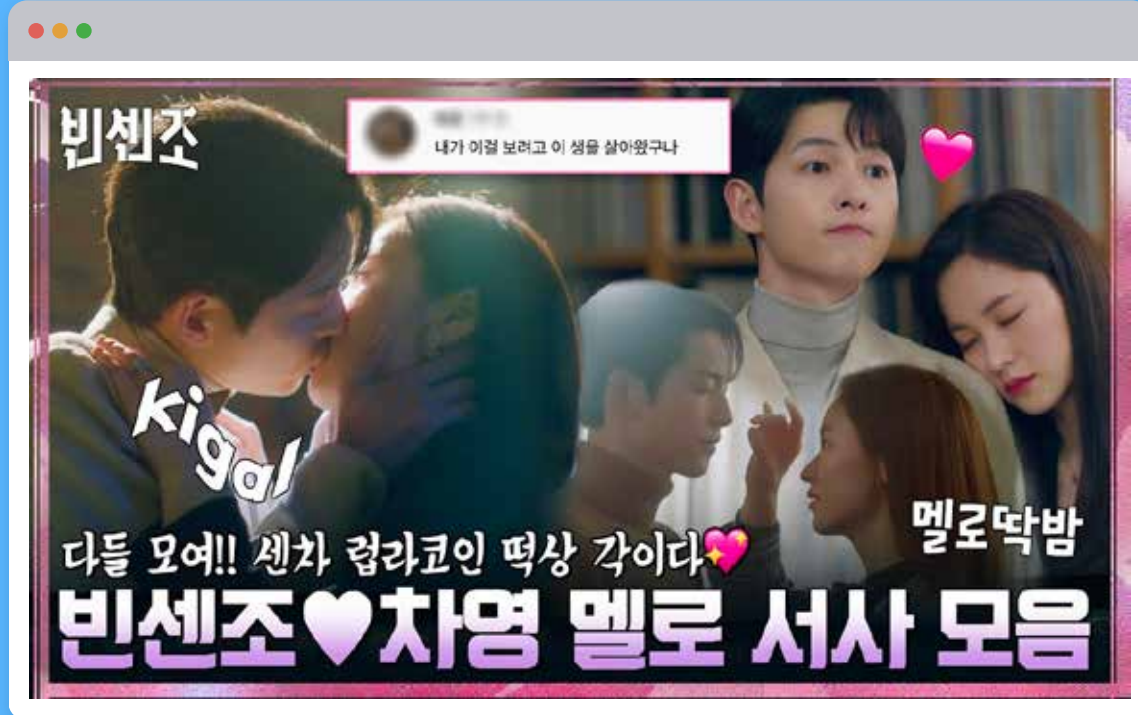 빈센조
내가 이걸 보려고 이 생을 살아왔구나
kigal
멜로딱밤
다들 모여!! 센차 럽라코인 떡상 각이다
빈센조♥차영 멜로 서사 모음